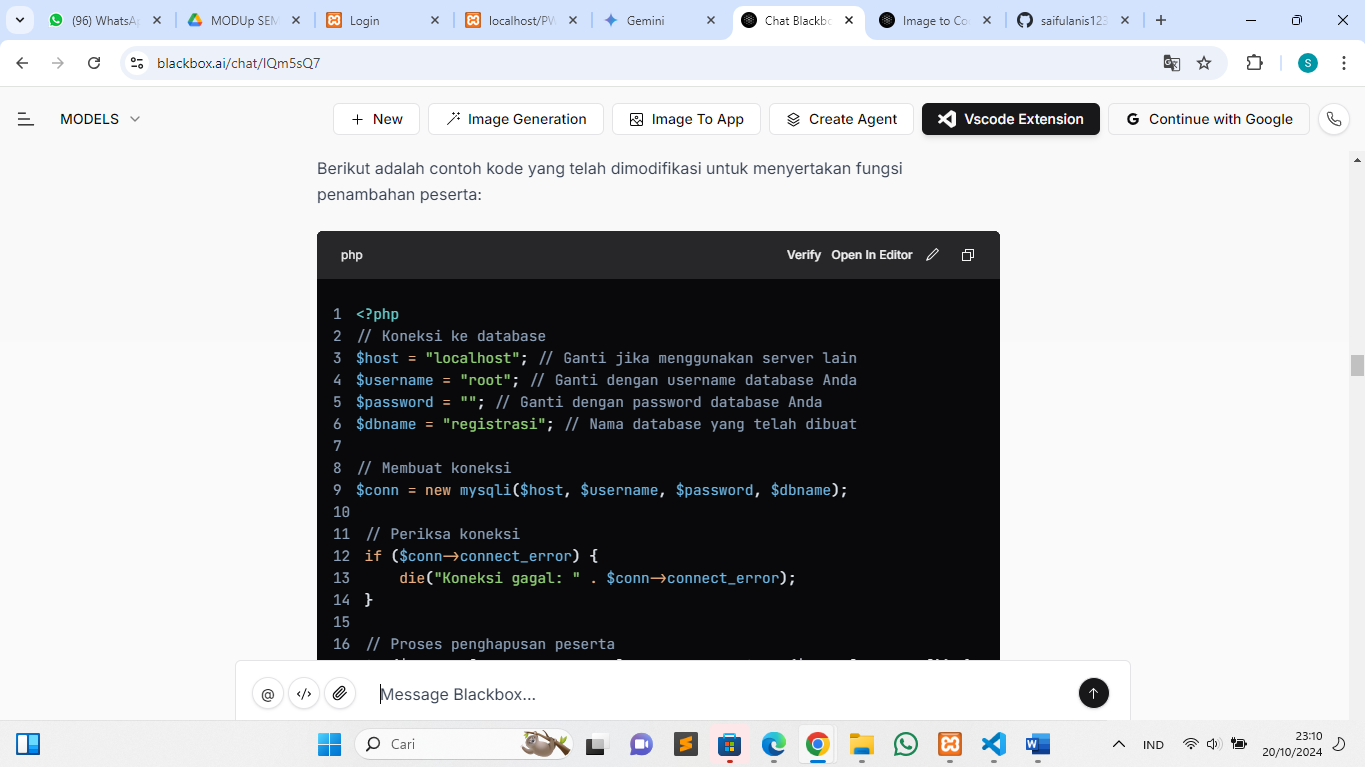 (96) WhatsA
MODUp SEM
Login
localhost/PW
Gemini
Chat Blackbo
Image to Co
saifulanis123
blackbox.ai/chat/IQm5sQ7
S
MODELS
New
Image Generation
Image To App
Create Agent
Vscode Extension
G Continue with Google
Berikut adalah contoh kode yang telah dimodifikasi untuk menyertakan fungsi
penambahan peserta:
php
Verify Open In Editor
1 <?php
2 // Koneksi ke database
3 $host = "localhost"; // Ganti jika menggunakan server lain
4 $username = "root"; // Ganti dengan username database Anda
5 $password = ""; // Ganti dengan password database Anda
6 $dbname = "registrasi"; // Nama database yang telah dibuat
7
8 // Membuat koneksi
9 $conn = new mysqli($host, $username, $password, $dbname);
10
11 // Periksa koneksi
12 if ($conn->connect_error) {
13 die("Koneksi gagal: " . $conn->connect_error);
14 }
15
16 // Proses penghapusan peserta
@ </> Message Blackbox...
Cari
IND
23:10
20/10/2024